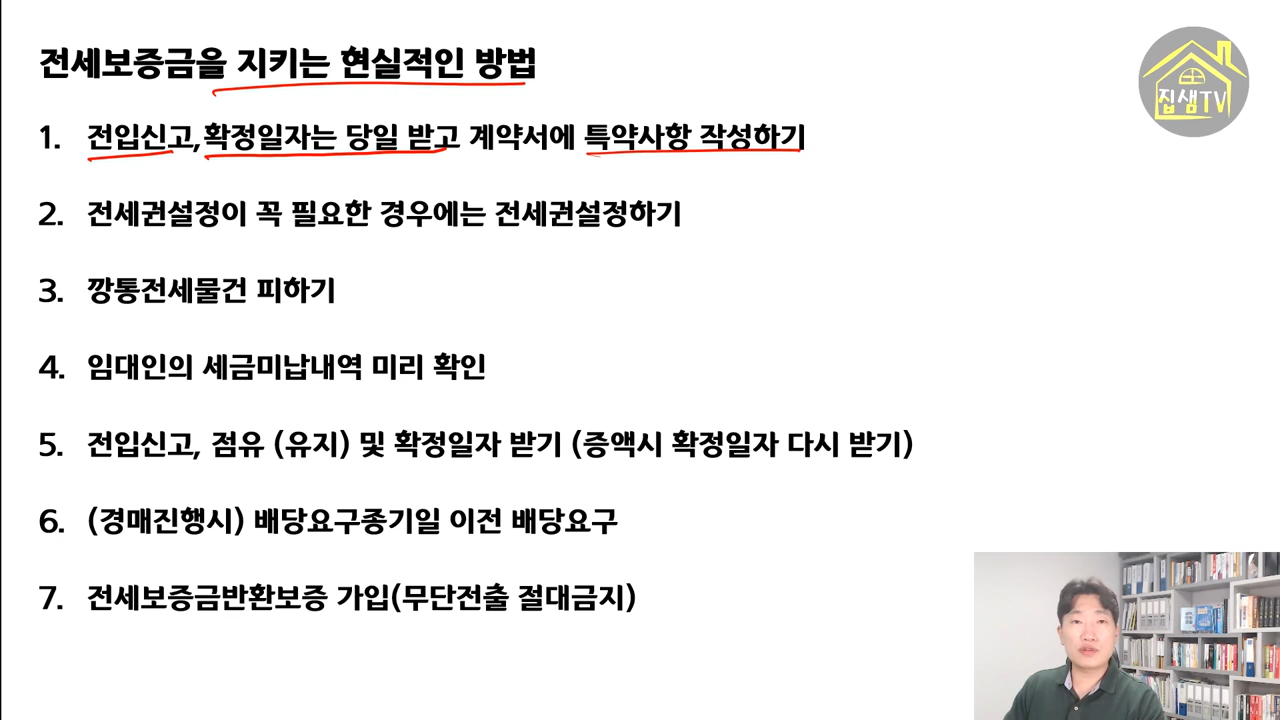 전세보증금을 지키는 현실적인 방법
집샘TV
1. 전입신고,확정일자는 당일 받고 계약서에 특약사항 작성하기
2. 전세권설정이 꼭 필요한 경우에는 전세권설정하기
3. 깡통전세물건 피하기
4. 임대인의 세금미납내역 미리 확인
5. 전입신고, 점유 (유지) 및 확정일자 받기 (증액시 확정일자 다시 받기)
6. (경매진행시) 배당요구종기일 이전 배당요구
7. 전세보증금반환보증 가입(무단전출 절대금지)